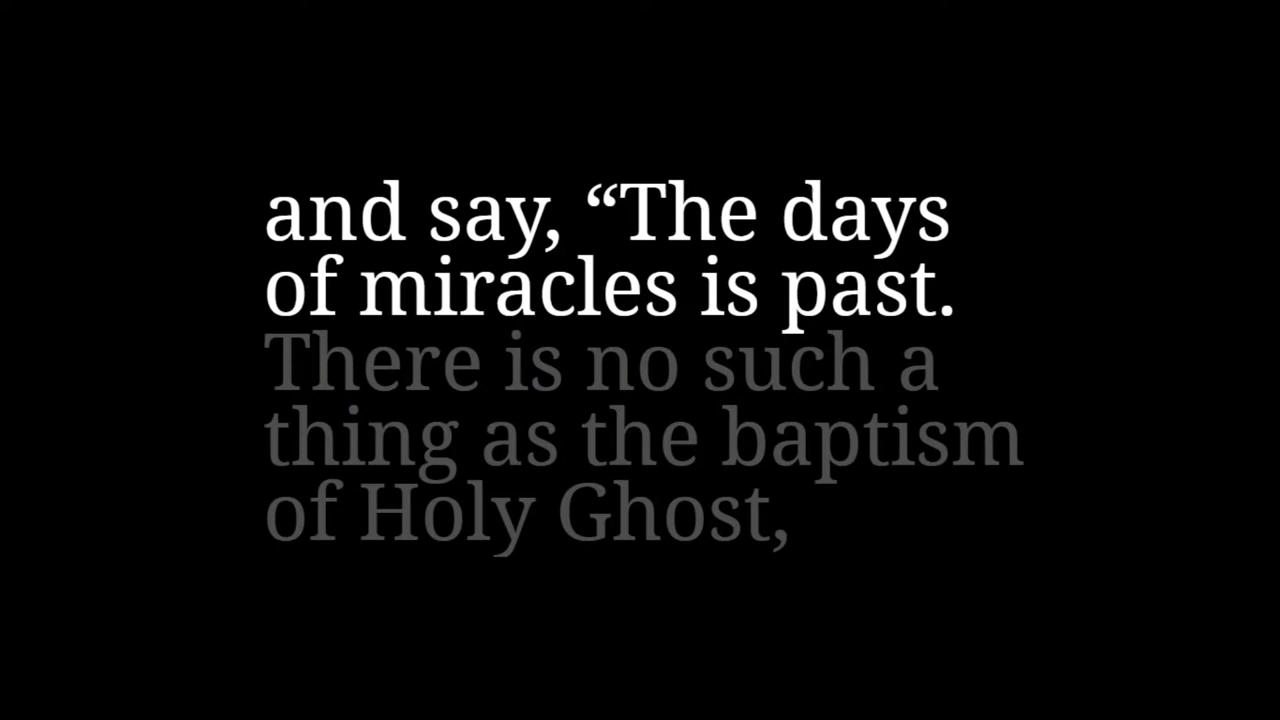 and say, “The days
of miracles is past.
There is no such a
thing as the baptism
of Holy Ghost,